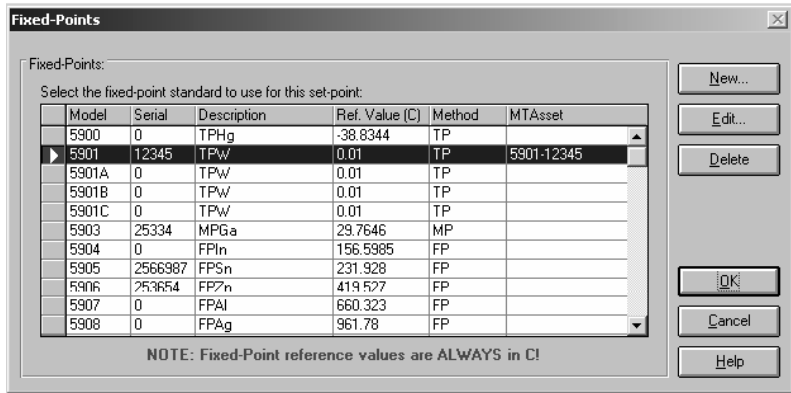 Fixed-Points
Fixed-Points:
Select the fixed-point standard to use for this set-point:
Model Serial Description Ref. Value (C) Method MTAsset
5900 0 TPHg -38.8344 TP
5901 12345 TPW 0.01 TP 5901-12345
5901A 0 TPW 0.01 TP
5901B 0 TPW 0.01 TP
5901C 0 TPW 0.01 TP
5903 25334 MPGa 29.7646 MP
5904 0 FPIn 156.5985 FP
5905 2566987 FPSn 231.928 FP
5906 253654 FPZn 419.527 FP
5907 0 FPAl 660.323 FP
5908 0 FPAg 961.78 FP
NOTE: Fixed-Point reference values are ALWAYS in C!
New...
Edit...
Delete
OK
Cancel
Help